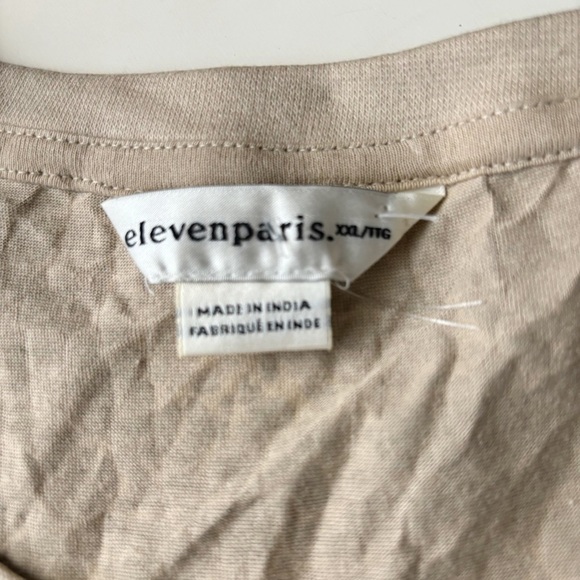 elevenparis. XXL/TTG
MADE IN INDIA
FABRIQUÉ EN INDE